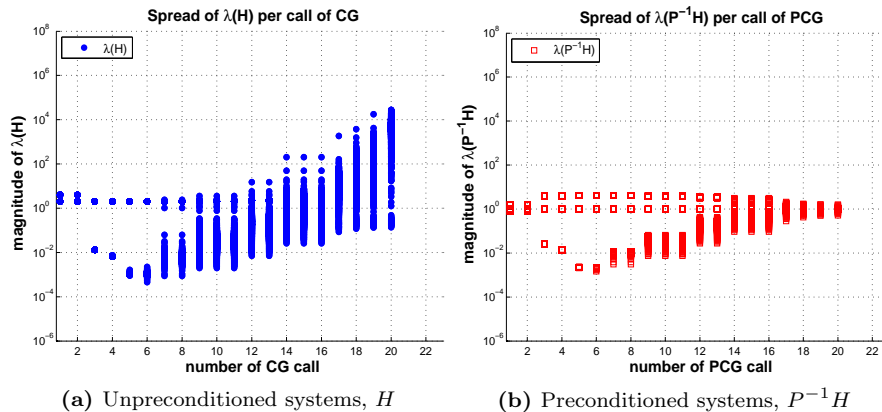 Spread of λ(H) per call of CG
10^8
10^6
10^4
10^2
10^0
10^−2
10^−4
10^−6
magnitude of λ(H)
λ(H)
2 4 6 8 10 12 14 16 18 20 22
number of CG call
(a) Unpreconditioned systems, H
Spread of λ(P^−1H) per call of PCG
10^8
10^6
10^4
10^2
10^0
10^−2
10^−4
10^−6
magnitude of λ(P^−1H)
λ(P^−1H)
2 4 6 8 10 12 14 16 18 20 22
number of PCG call
(b) Preconditioned systems, P^−1H